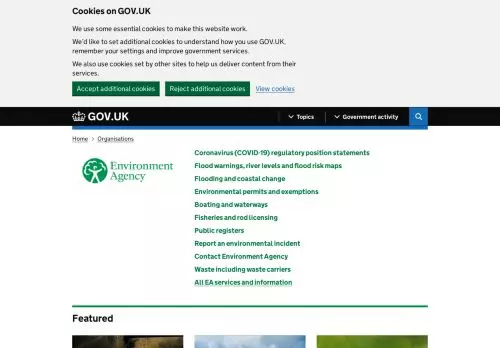 Cookies on GOV.UK
We use some essential cookies to make this website work.
We'd like to set additional cookies to understand how you use GOV.UK,
remember your settings and improve government services.
We also use cookies set by other sites to help us deliver content from their
services.
Accept additional cookies Reject additional cookies View cookies
GOV.UK Topics Government activity
Home Organisations
Environment
Agency
Coronavirus (COVID-19) regulatory position statements
Flood warnings, river levels and flood risk maps
Flooding and coastal change
Environmental permits and exemptions
Boating and waterways
Fisheries and rod licensing
Public registers
Report an environmental incident
Contact Environment Agency
Waste including waste carriers
All EA services and information
Featured